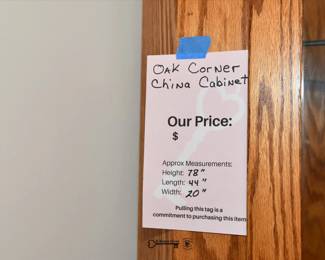 Oak Corner
China Cabinet
Our Price:
$
Approx Measurements:
Height: 78"
Length: 44"
Width: 20"
Pulling this tag is a
commitment to purchasing this item